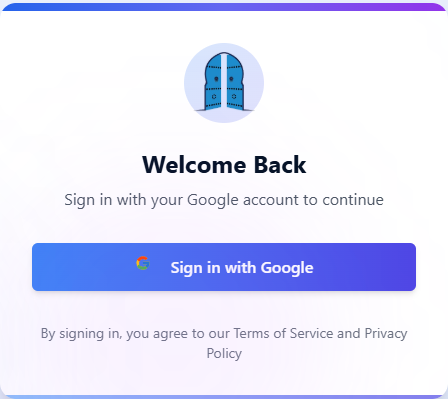 Welcome Back
Sign in with your Google account to continue
Sign in with Google
By signing in, you agree to our Terms of Service and Privacy
Policy